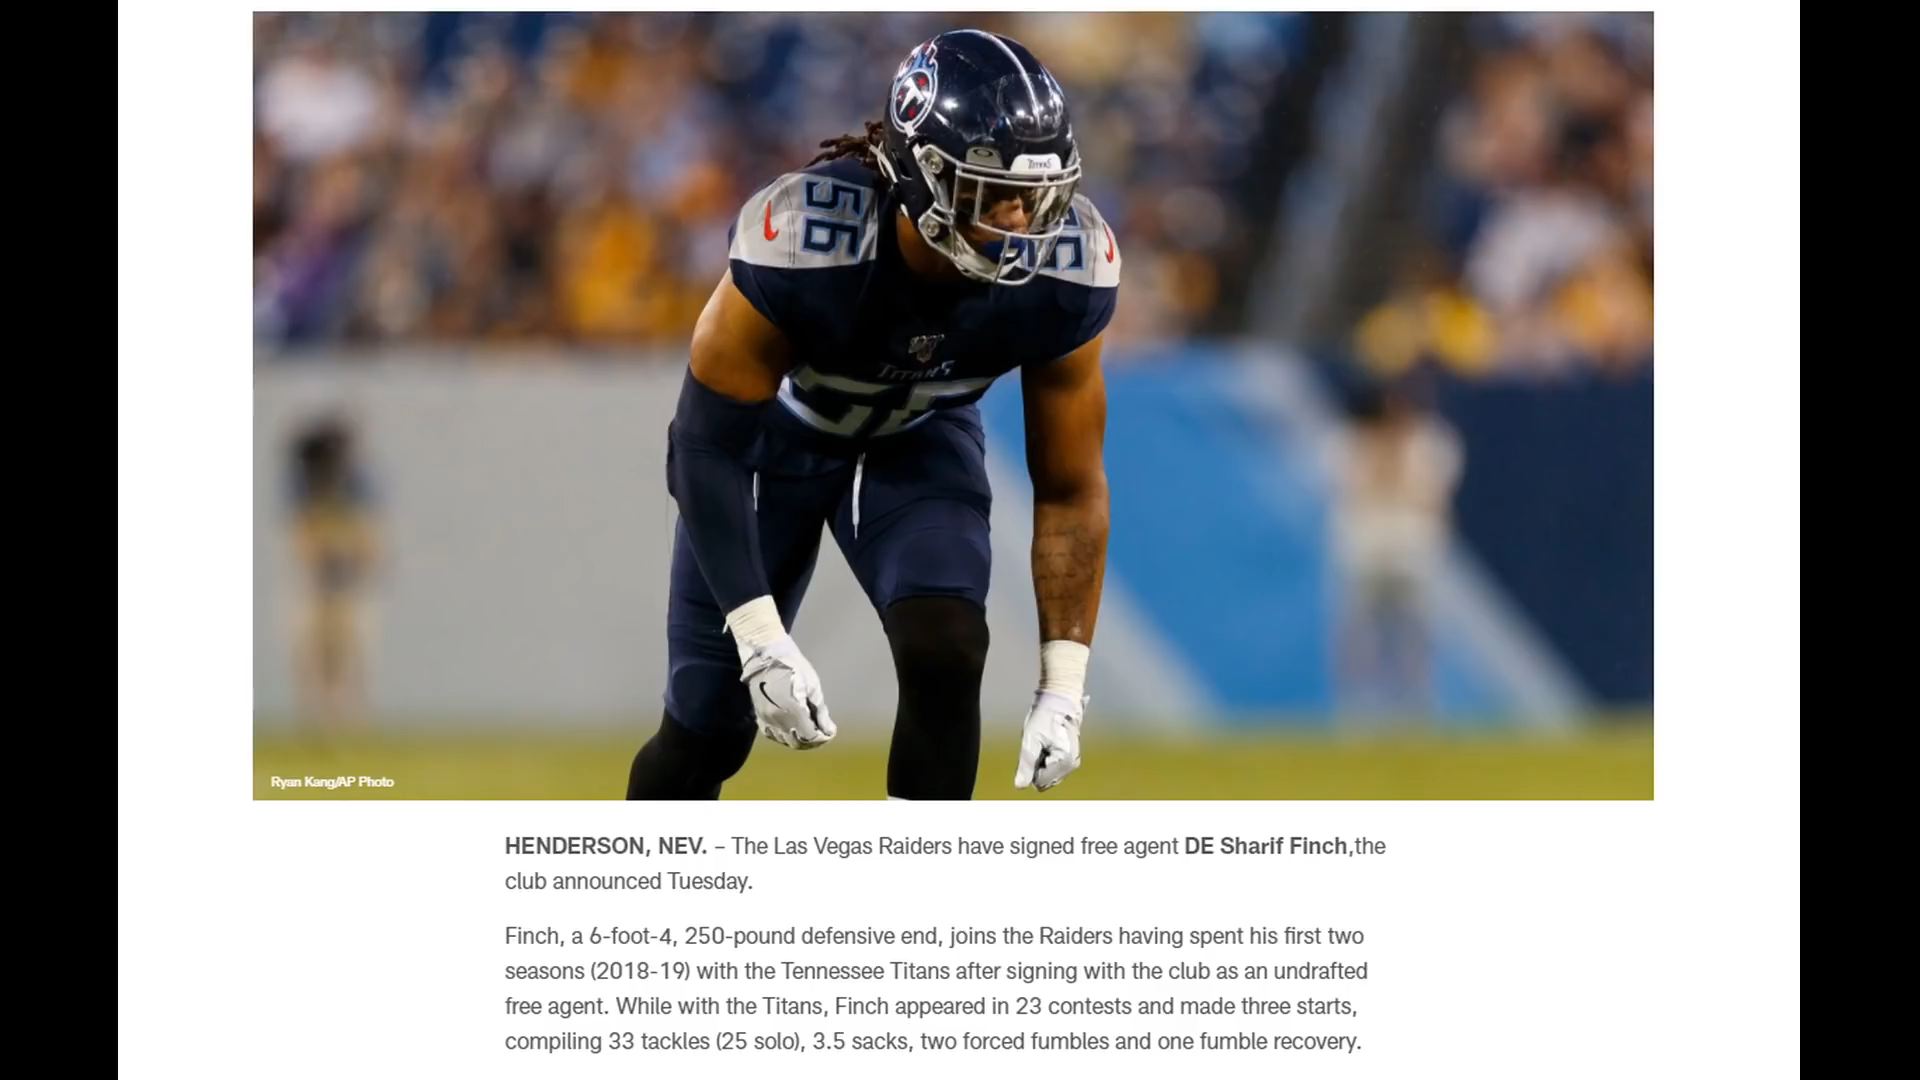 TITANS
56
56
TITANS
56
Ryan Kang/AP Photo
HENDERSON, NEV. – The Las Vegas Raiders have signed free agent DE Sharif Finch,the
club announced Tuesday.
Finch, a 6-foot-4, 250-pound defensive end, joins the Raiders having spent his first two
seasons (2018-19) with the Tennessee Titans after signing with the club as an undrafted
free agent. While with the Titans, Finch appeared in 23 contests and made three starts,
compiling 33 tackles (25 solo), 3.5 sacks, two forced fumbles and one fumble recovery.